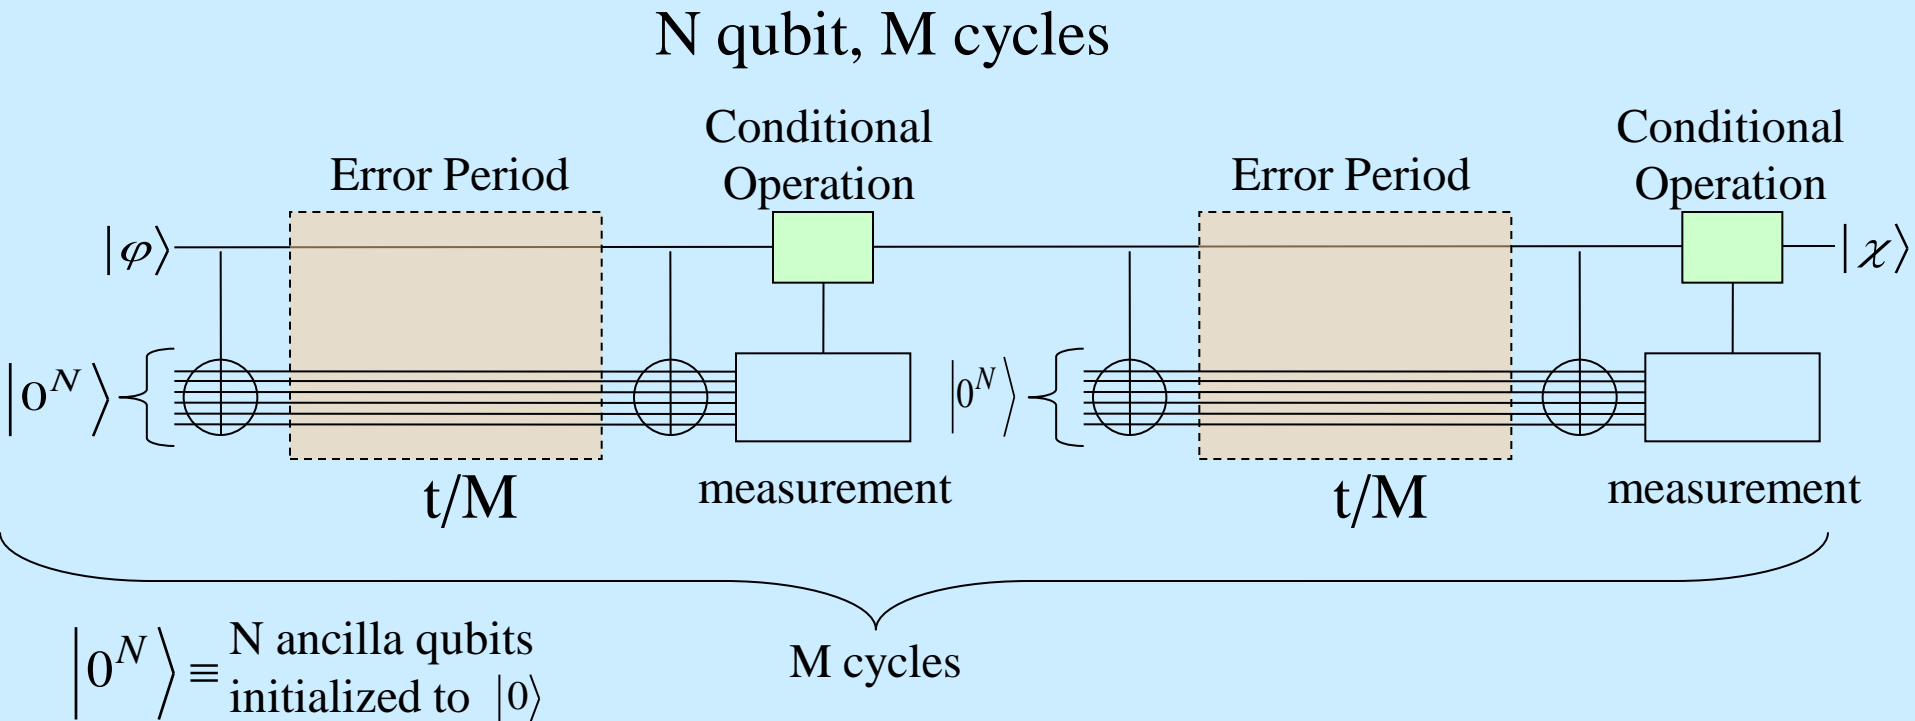 N qubit, M cycles
Conditional
Operation
Error Period
Conditional
Operation
Error Period
|φ⟩
|χ⟩
|0^N⟩
|0^N⟩
t/M
measurement
t/M
measurement
M cycles
|0^N⟩ ≡ N ancilla qubits
initialized to |0⟩